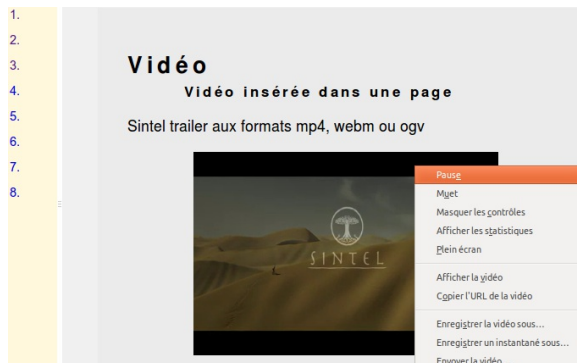 1.
2.
3.
4.
5.
6.
7.
8.
Vidéo
Vidéo insérée dans une page
Sintel trailer aux formats mp4, webm ou ogv
SINTEL
Pause
Muet
Masquer les contrôles
Afficher les statistiques
Plein écran
Afficher la vidéo
Copier l'URL de la vidéo
Enregistrer la vidéo sous...
Enregistrer un instantané sous...
Envoyer la vidéo